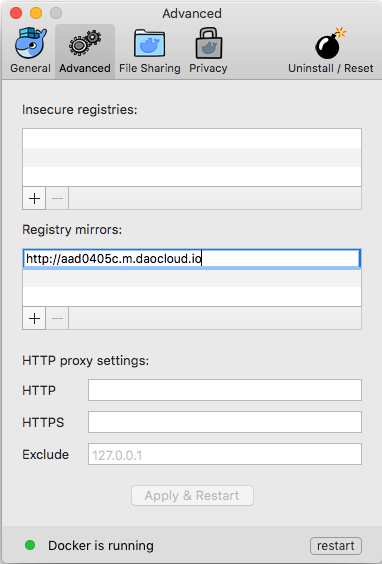 Advanced
General
Advanced
File Sharing
Privacy
Uninstall / Reset
Insecure registries:
+ −
Registry mirrors:
http://aad0405c.m.daocloud.io
+ −
HTTP proxy settings:
HTTP
HTTPS
Exclude 127.0.0.1
Apply & Restart
Docker is running restart